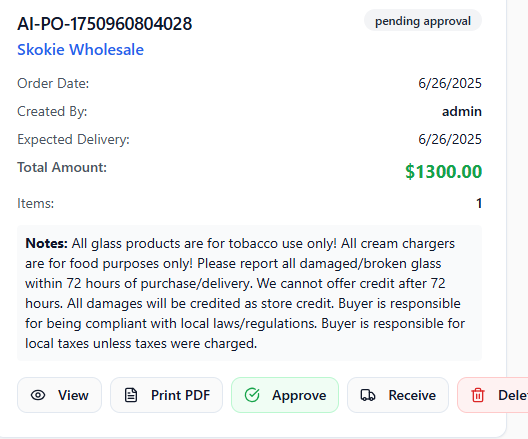 AI-PO-1750960804028 pending approval
Skokie Wholesale
Order Date: 6/26/2025
Created By: admin
Expected Delivery: 6/26/2025
Total Amount: $1300.00
Items: 1
Notes: All glass products are for tobacco use only! All cream chargers
are for food purposes only! Please report all damaged/broken glass
within 72 hours of purchase/delivery. We cannot offer credit after 72
hours. All damages will be credited as store credit. Buyer is responsible
for being compliant with local laws/regulations. Buyer is responsible for
local taxes unless taxes were charged.
View Print PDF Approve Receive Dele